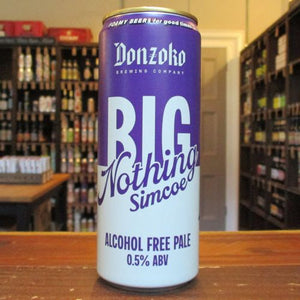 FOAMY BEERS for good times
Donzoko
BREWING COMPANY
BIG
Nothing
Simcoe
ALCOHOL FREE PALE
0.5% ABV